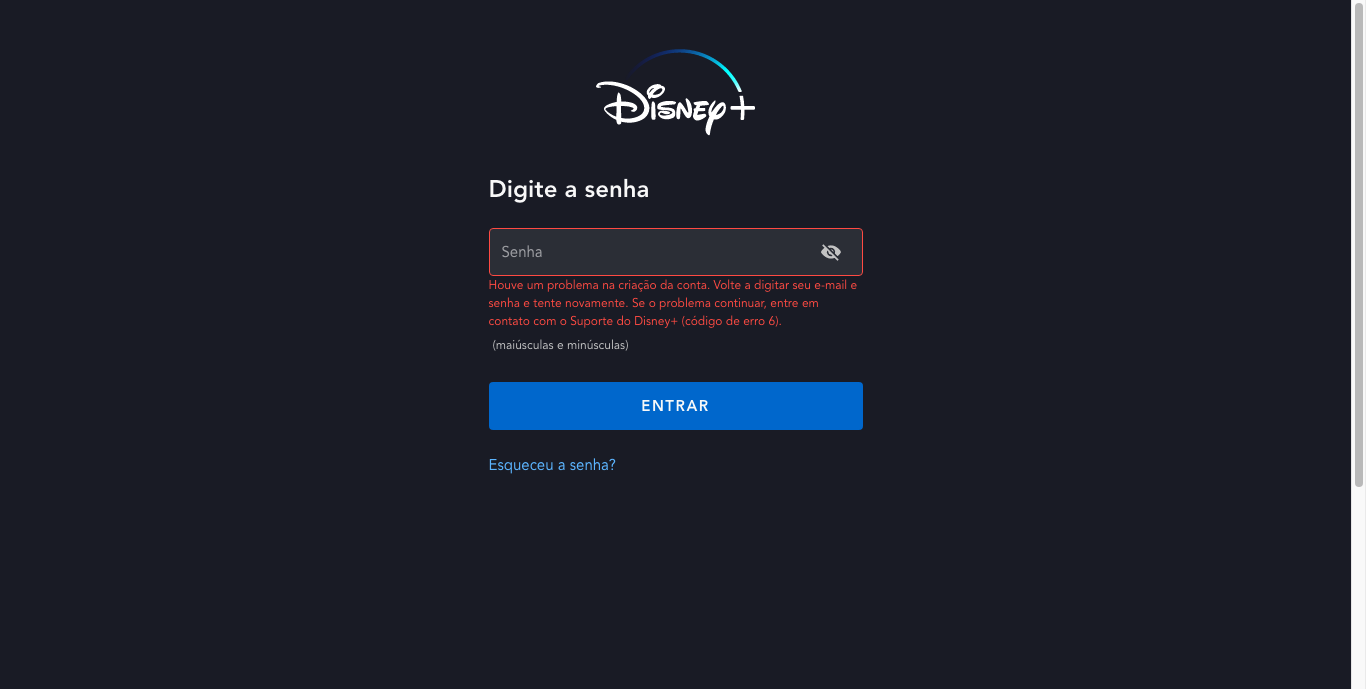 Disney+
Digite a senha
Senha
Houve um problema na criação da conta. Volte a digitar seu e-mail e
senha e tente novamente. Se o problema continuar, entre em
contato com o Suporte do Disney+ (código de erro 6).
(maiúsculas e minúsculas)
ENTRAR
Esqueceu a senha?